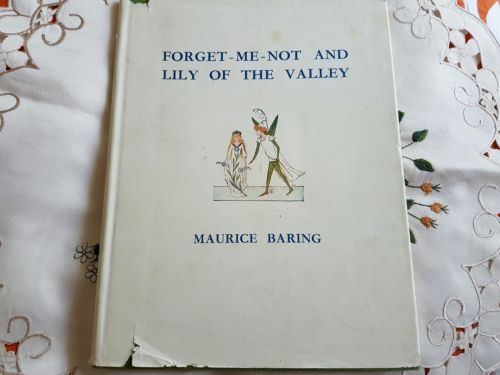 FORGET-ME-NOT AND
LILY OF THE VALLEY
MAURICE BARING